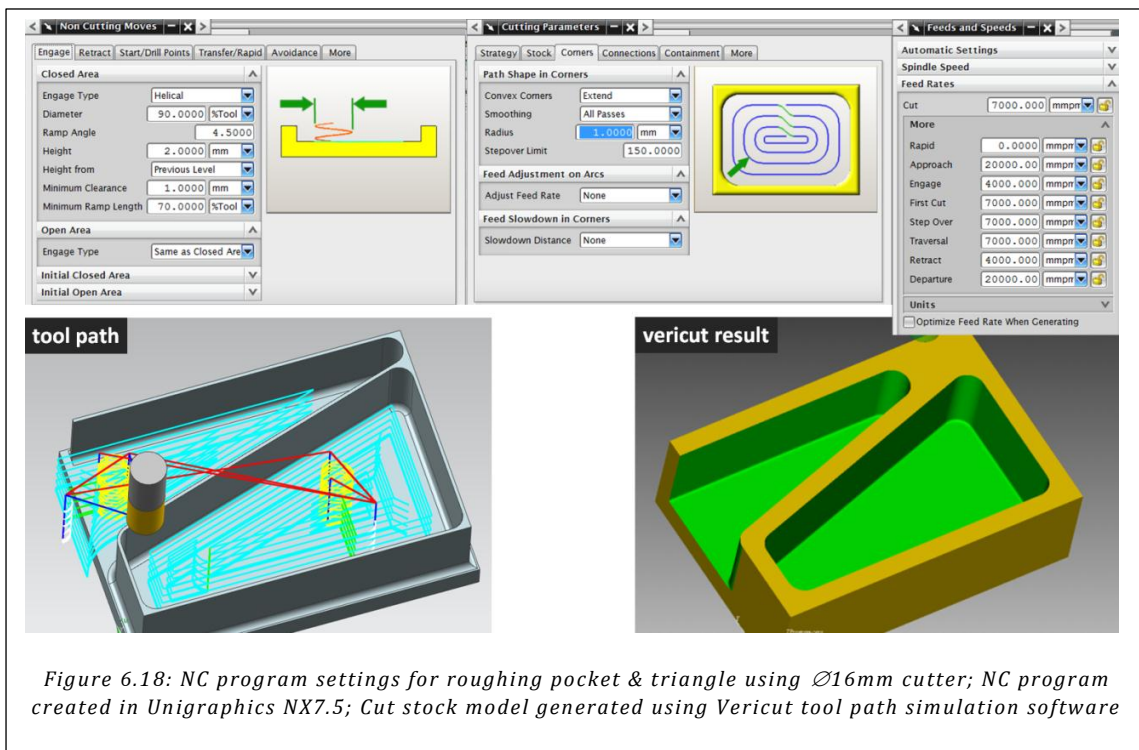 Non Cutting Moves
Engage Retract Start/Drill Points Transfer/Rapid Avoidance More
Closed Area
Engage Type Helical
Diameter 90.0000 %Tool
Ramp Angle 4.5000
Height 2.0000 mm
Height from Previous Level
Minimum Clearance 1.0000 mm
Minimum Ramp Length 70.0000 %Tool
Open Area
Engage Type Same as Closed Are
Initial Closed Area
Initial Open Area
Cutting Parameters
Strategy Stock Corners Connections Containment More
Path Shape in Corners
Convex Corners Extend
Smoothing All Passes
Radius 1.0000 mm
Stepover Limit 150.0000
Feed Adjustment on Arcs
Adjust Feed Rate None
Feed Slowdown in Corners
Slowdown Distance None
Feeds and Speeds
Automatic Settings
Spindle Speed
Feed Rates
Cut 7000.000 mmpm
More
Rapid 0.0000 mmpm
Approach 20000.00 mmpm
Engage 4000.000 mmpm
First Cut 7000.000 mmpm
Step Over 7000.000 mmpm
Traversal 7000.000 mmpm
Retract 4000.000 mmpm
Departure 20000.00 mmpm
Units
Optimize Feed Rate When Generating
tool path
vericut result
Figure 6.18: NC program settings for roughing pocket & triangle using ∅16mm cutter; NC program
created in Unigraphics NX7.5; Cut stock model generated using Vericut tool path simulation software